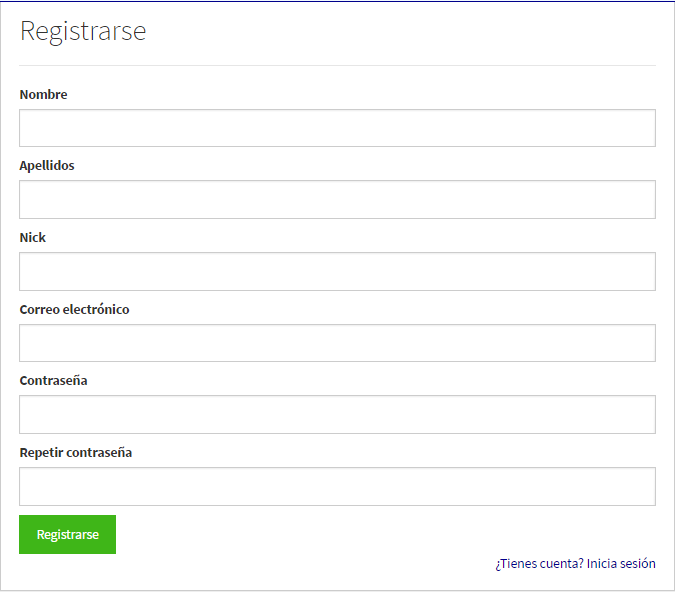 Registrarse
Nombre
Apellidos
Nick
Correo electrónico
Contraseña
Repetir contraseña
Registrarse
¿Tienes cuenta? Inicia sesión